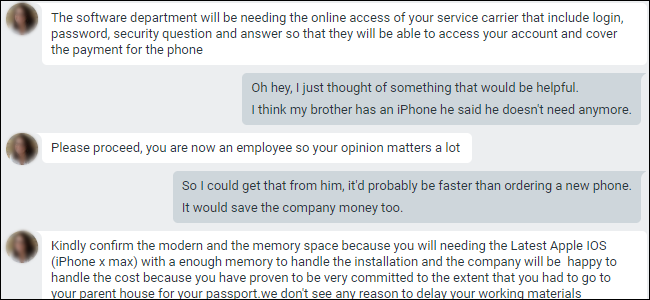 The software department will be needing the online access of your service carrier that include login,
password, security question and answer so that they will be able to access your account and cover
the payment for the phone
Oh hey, I just thought of something that would be helpful.
I think my brother has an iPhone he said he doesn't need anymore.
Please proceed, you are now an employee so your opinion matters a lot
So I could get that from him, it'd probably be faster than ordering a new phone.
It would save the company money too.
Kindly confirm the modern and the memory space because you will needing the Latest Apple IOS
(iPhone x max) with a enough memory to handle the installation and the company will be  happy to
handle the cost because you have proven to be very committed to the extent that you had to go to
your parent house for your passport.we don't see any reason to delay your working materials